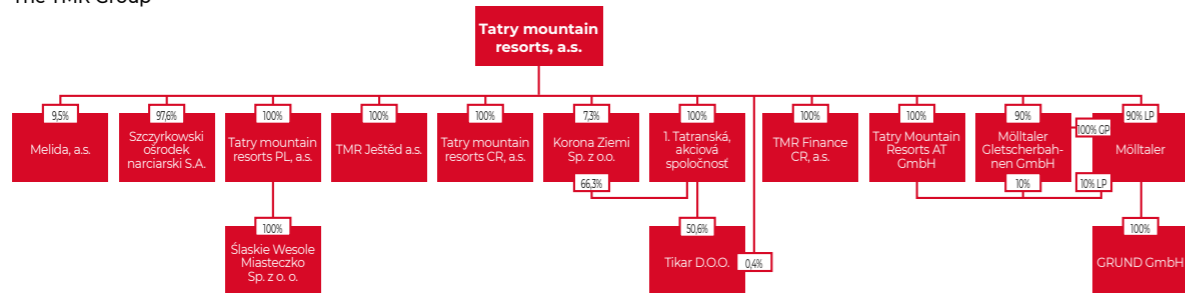 The TMR Group
Tatry mountain
resorts, a.s.
9,5%
Melida, a.s.
97,6%
Szczyrkowski
ośrodek
narciarski S.A.
100%
Tatry mountain
resorts PL, a.s.
100%
TMR Ještěd a.s.
100%
Tatry mountain
resorts CR, a.s.
7,3%
Korona Ziemi
Sp. z o.o.
66,3%
100%
1. Tatranská,
akciová
spoločnosť
100%
TMR Finance
CR, a.s.
100%
Tatry Mountain
Resorts AT
GmbH
90%
Mölltaler
Gletscherbah-
nen GmbH
10%
100% GP
10% LP
90% LP
Mölltaler
100%
Ślaskie Wesole
Miasteczko
Sp. z o. o.
50,6%
Tikar D.O.O.
0,4%
100%
GRUND GmbH